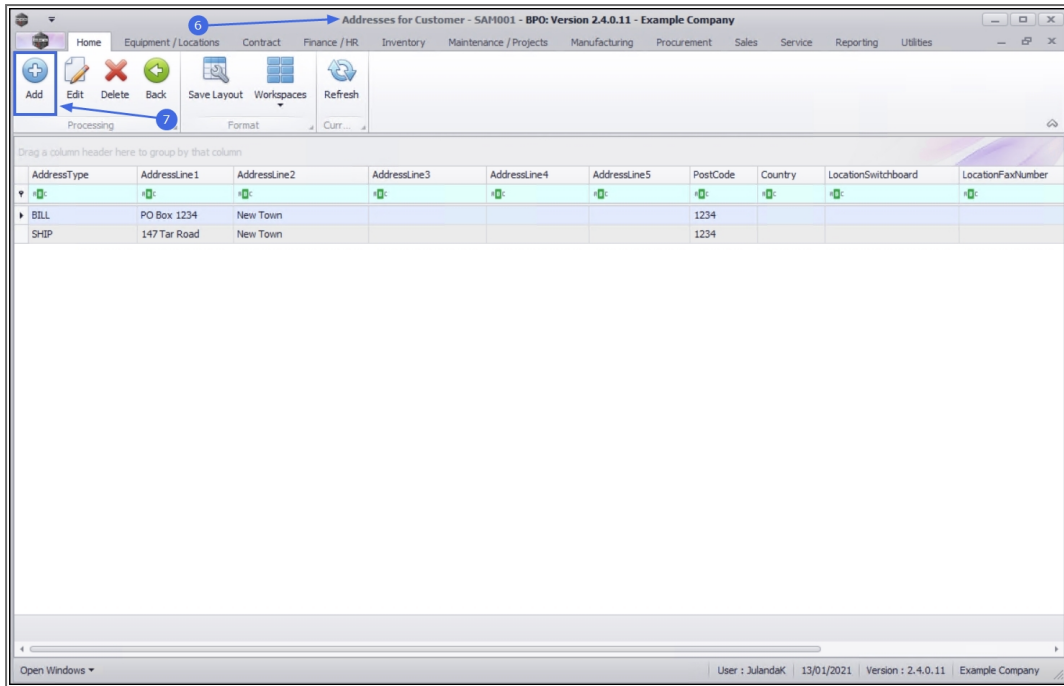 6
Addresses for Customer - SAM001 - BPO: Version 2.4.0.11 - Example Company
Home Equipment / Locations Contract Finance / HR Inventory Maintenance / Projects Manufacturing Procurement Sales Service Reporting Utilities
Add Edit Delete Back Save Layout Workspaces Refresh
7
Processing Format Curr...
Drag a column header here to group by that column
AddressType AddressLine1 AddressLine2 AddressLine3 AddressLine4 AddressLine5 PostCode Country LocationSwitchboard LocationFaxNumber
BILL PO Box 1234 New Town 1234
SHIP 147 Tar Road New Town 1234
Open Windows User : JulandaK 13/01/2021 Version : 2.4.0.11 Example Company